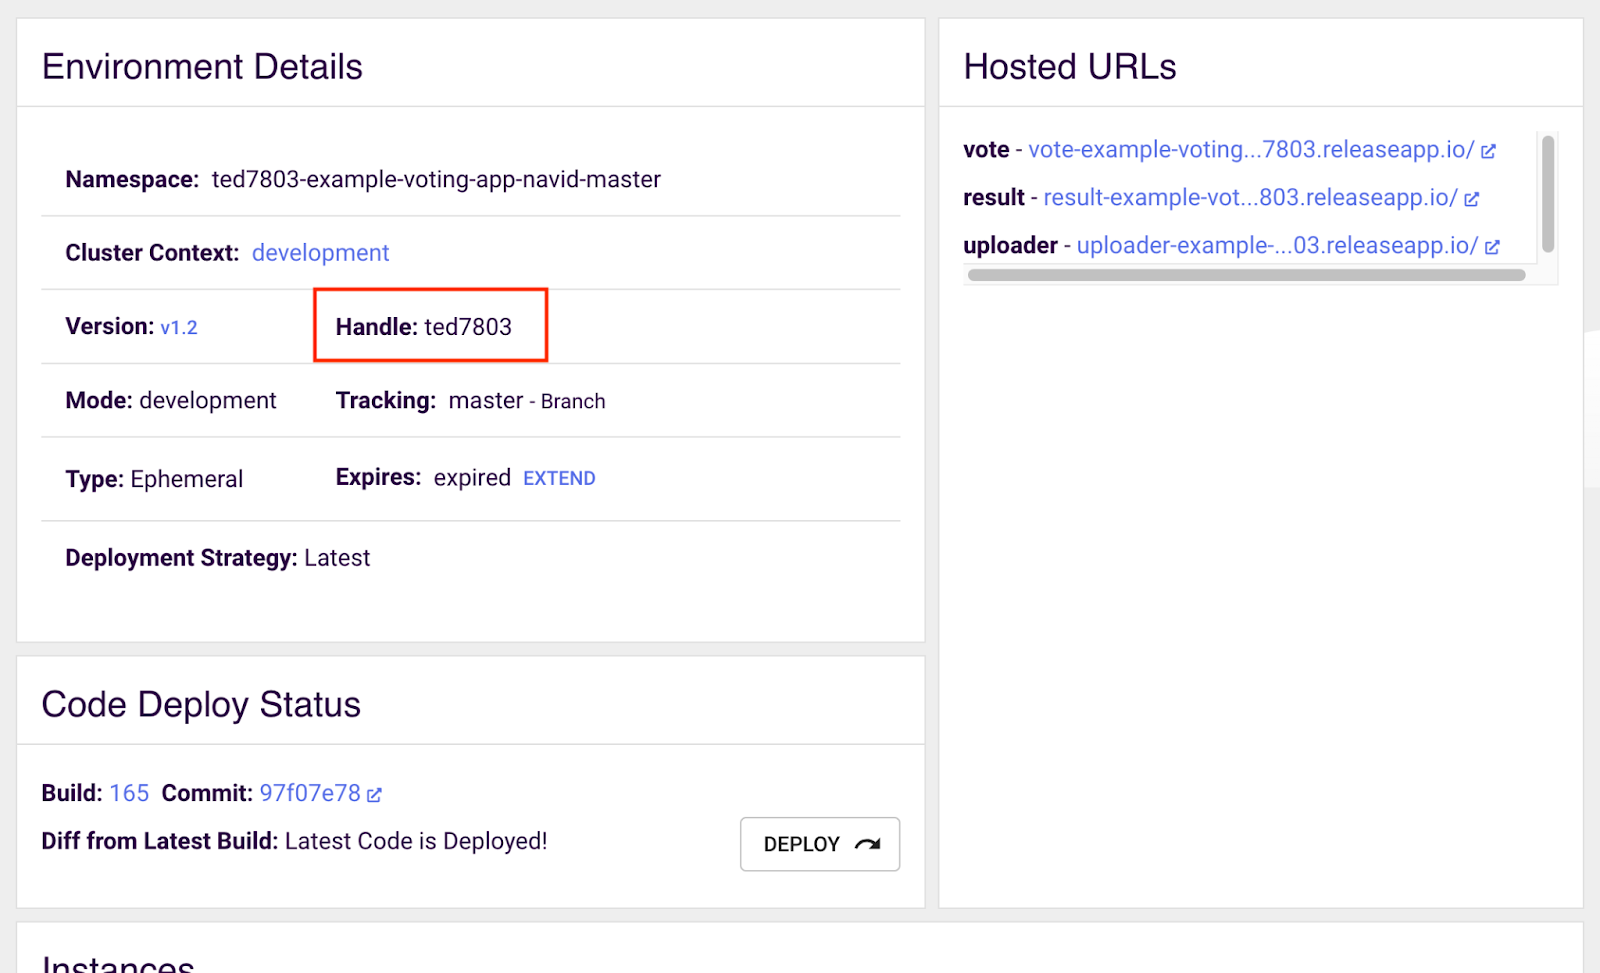 Environment Details
Namespace: ted7803-example-voting-app-navid-master
Cluster Context: development
Version: v1.2 Handle: ted7803
Mode: development Tracking: master - Branch
Type: Ephemeral Expires: expired EXTEND
Deployment Strategy: Latest
Hosted URLs
vote - vote-example-voting...7803.releaseapp.io/
result - result-example-vot...803.releaseapp.io/
uploader - uploader-example-...03.releaseapp.io/
Code Deploy Status
Build: 165 Commit: 97f07e78
Diff from Latest Build: Latest Code is Deployed!
DEPLOY
Instances